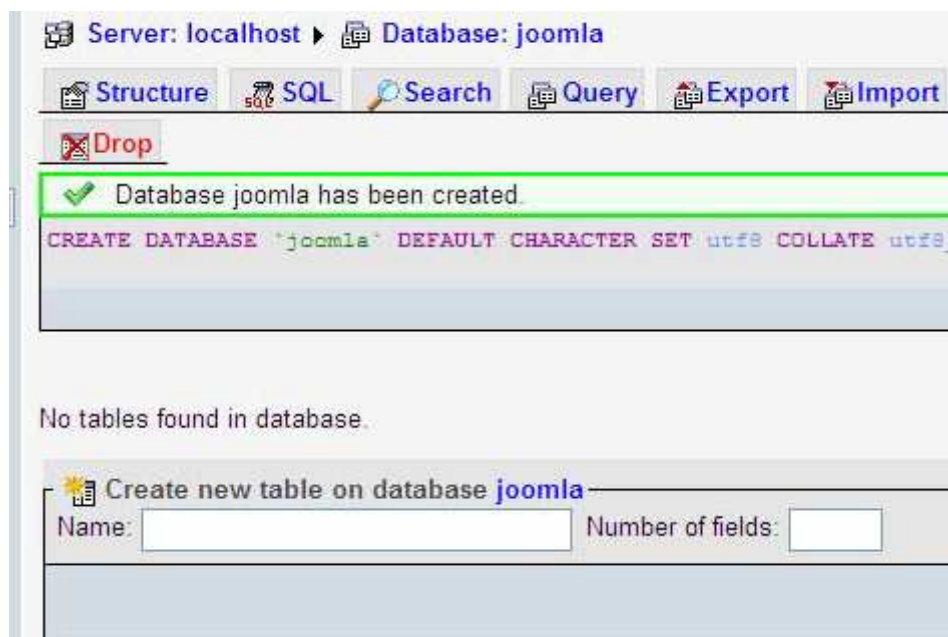 Server: localhost Database: joomla
Structure SQL Search Query Export Import
Drop
Database joomla has been created.
CREATE DATABASE `joomla` DEFAULT CHARACTER SET utf8 COLLATE utf8_
No tables found in database.
Create new table on database joomla
Name: Number of fields: